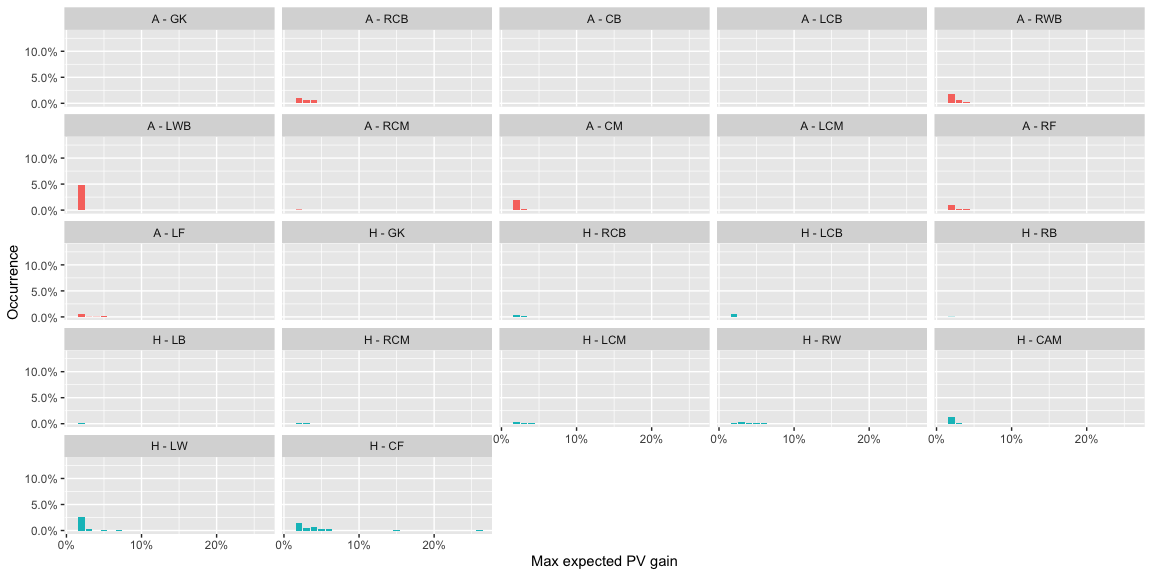 A - GK
A - RCB
A - CB
A - LCB
A - RWB
10.0%
5.0%
0.0%
A - LWB
A - RCM
A - CM
A - LCM
A - RF
10.0%
5.0%
0.0%
A - LF
H - GK
H - RCB
H - LCB
H - RB
10.0%
5.0%
0.0%
H - LB
H - RCM
H - LCM
H - RW
H - CAM
10.0%
5.0%
0.0%
0% 10% 20%
0% 10% 20%
0% 10% 20%
H - LW
H - CF
10.0%
5.0%
0.0%
0% 10% 20%
0% 10% 20%
Occurrence
Max expected PV gain